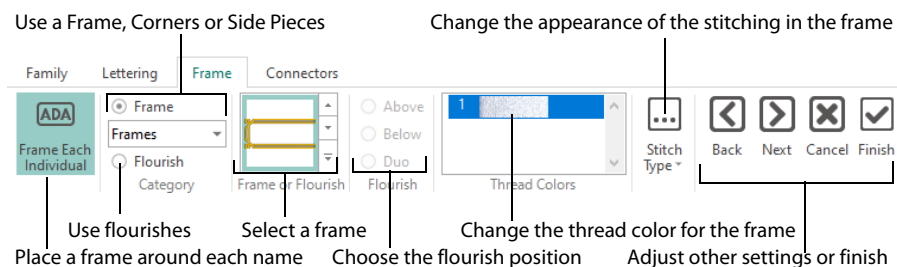 Use a Frame, Corners or Side Pieces
Change the appearance of the stitching in the frame
Family
Lettering
Frame
Connectors
ADA
Frame Each
Individual
Frame
Frames
Flourish
Category
Frame or Flourish
Above
Below
Duo
Flourish
1
Thread Colors
Stitch
Type
Back
Next
Cancel
Finish
Use flourishes
Select a frame
Change the thread color for the frame
Place a frame around each name
Choose the flourish position
Adjust other settings or finish